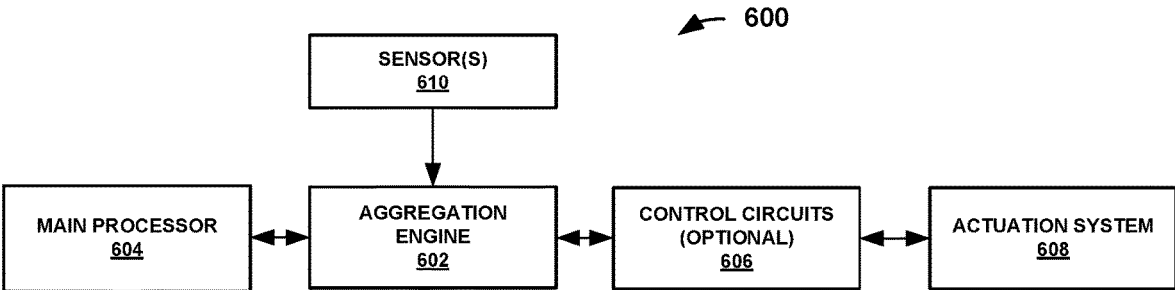 600
SENSOR(S)
610
MAIN PROCESSOR
604
AGGREGATION
ENGINE
602
CONTROL CIRCUITS
(OPTIONAL)
606
ACTUATION SYSTEM
608